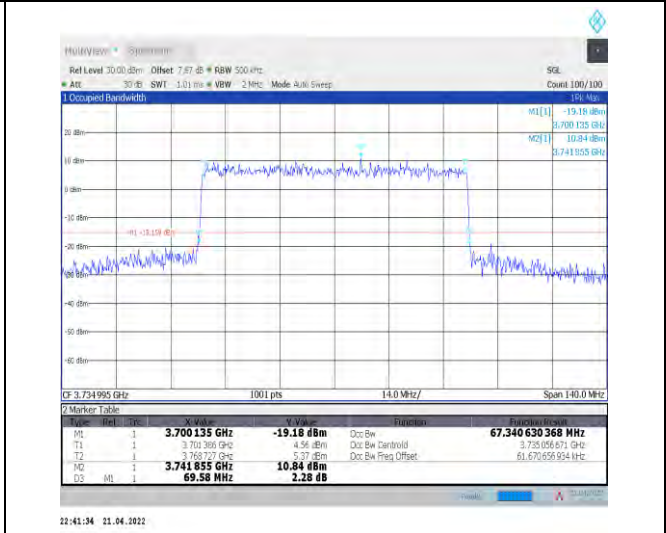 MultiView Spectrum
Ref Level 30.00 dBm Offset 7.67 dB RBW 500 kHz SGL
Att 30 dB SWT 1.01 ms VBW 2 MHz Mode Auto Sweep Count 100/100
1 Occupied Bandwidth 1Pk Max
M1[1] -19.18 dBm
3.700 135 GHz
M2[1] 10.84 dBm
3.741 855 GHz
20 dBm
10 dBm
0 dBm
-10 dBm
-20 dBm
-40 dBm
-50 dBm
-60 dBm
CF 3.734 995 GHz 1001 pts 14.0 MHz/ Span 140.0 MHz
2 Marker Table
Type Ref Trc X-Value Y-Value Function Function Result
M1 1 3.700 135 GHz -19.18 dBm Occ Bw 67.340 630 368 MHz
T1 1 3.701 386 GHz 4.56 dBm Occ Bw Centroid 3.735 056 671 GHz
T2 1 3.768 727 GHz 5.37 dBm Occ Bw Freq Offset 61.670 656 934 kHz
M2 1 3.741 855 GHz 10.84 dBm
D3 M1 1 69.58 MHz 2.28 dB
22:41:34 21.04.2022